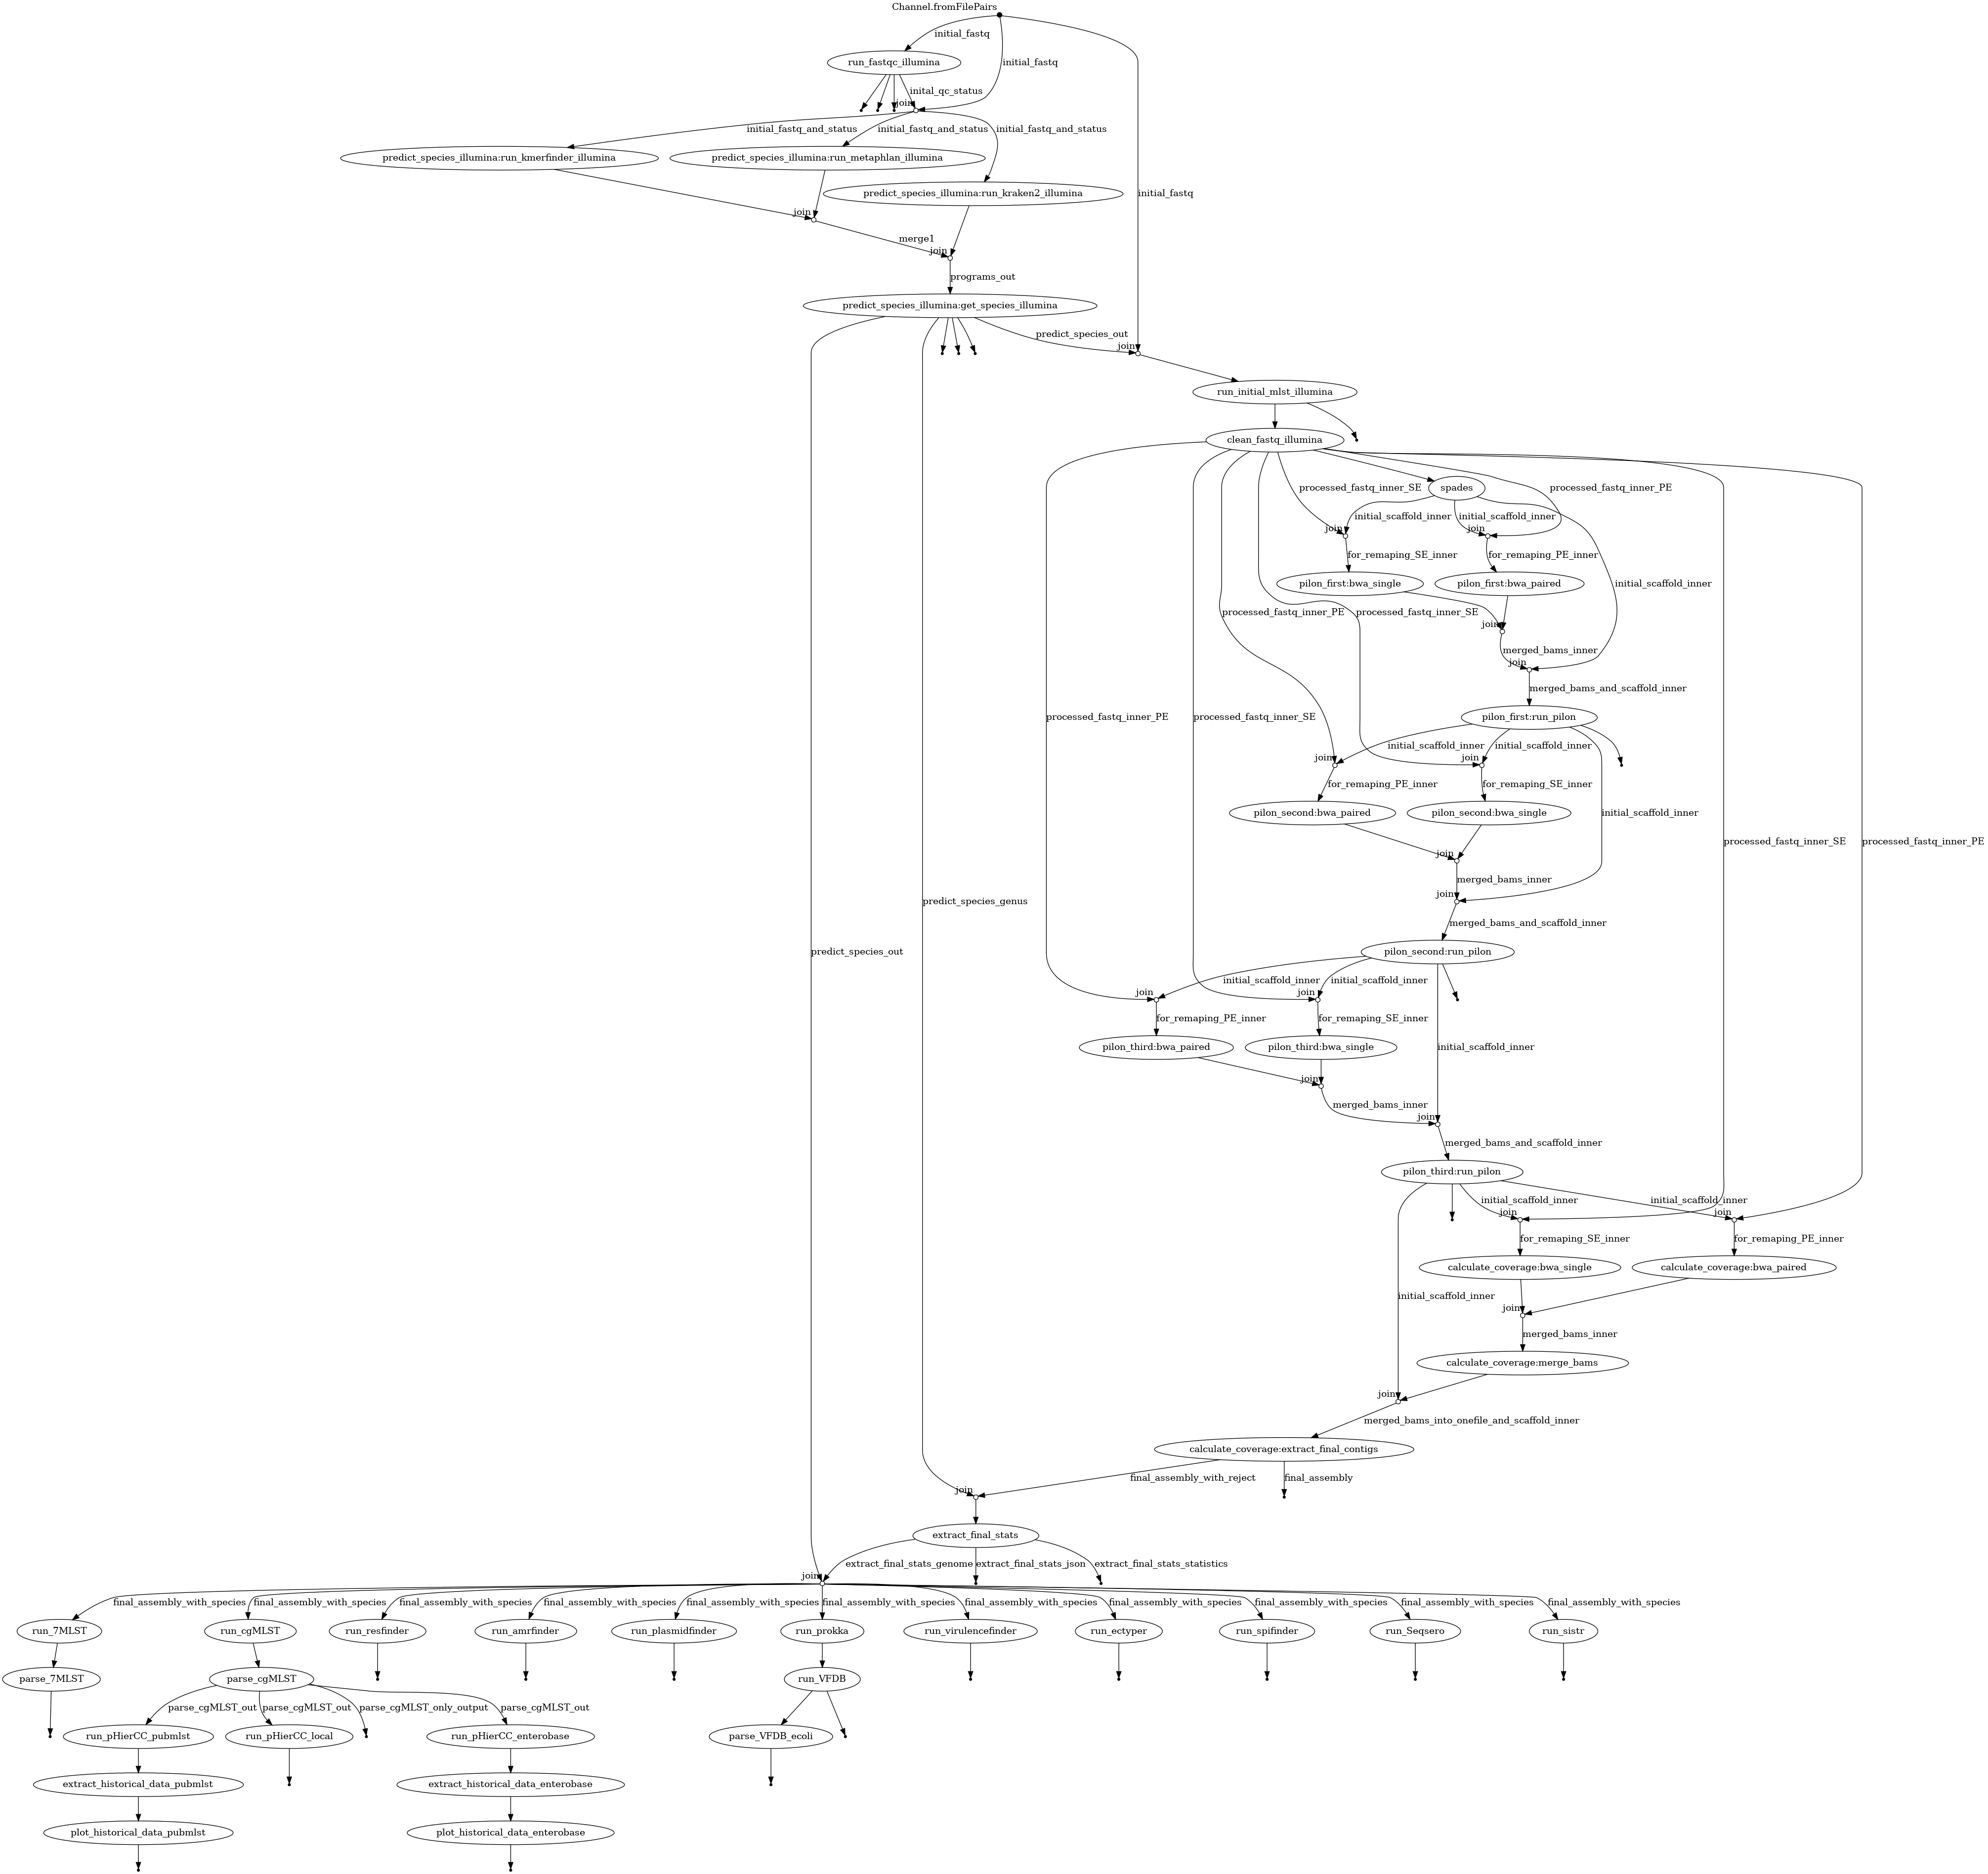 Channel.fromFilePairs
initial_fastq
run_fastqc_illumina
initial_fastq
inital_qc_status
join
initial_fastq_and_status
initial_fastq_and_status
initial_fastq_and_status
predict_species_illumina:run_kmerfinder_illumina
predict_species_illumina:run_metaphlan_illumina
predict_species_illumina:run_kraken2_illumina
initial_fastq
join
merge1
join
programs_out
predict_species_illumina:get_species_illumina
predict_species_out
join
run_initial_mlst_illumina
clean_fastq_illumina
processed_fastq_inner_SE
spades
processed_fastq_inner_PE
initial_scaffold_inner
initial_scaffold_inner
join
join
for_remaping_SE_inner
for_remaping_PE_inner
pilon_first:bwa_single
pilon_first:bwa_paired
initial_scaffold_inner
processed_fastq_inner_PE
processed_fastq_inner_SE
join
merged_bams_inner
join
merged_bams_and_scaffold_inner
processed_fastq_inner_PE
processed_fastq_inner_SE
pilon_first:run_pilon
initial_scaffold_inner
initial_scaffold_inner
join
join
for_remaping_PE_inner
for_remaping_SE_inner
pilon_second:bwa_paired
pilon_second:bwa_single
initial_scaffold_inner
processed_fastq_inner_SE
processed_fastq_inner_PE
join
merged_bams_inner
join
predict_species_genus
merged_bams_and_scaffold_inner
predict_species_out
pilon_second:run_pilon
initial_scaffold_inner
initial_scaffold_inner
join
join
for_remaping_PE_inner
for_remaping_SE_inner
pilon_third:bwa_paired
pilon_third:bwa_single
initial_scaffold_inner
join
merged_bams_inner
join
merged_bams_and_scaffold_inner
pilon_third:run_pilon
initial_scaffold_inner
initial_scaffold_inner
join
join
for_remaping_SE_inner
for_remaping_PE_inner
calculate_coverage:bwa_single
calculate_coverage:bwa_paired
initial_scaffold_inner
join
merged_bams_inner
calculate_coverage:merge_bams
join
merged_bams_into_onefile_and_scaffold_inner
calculate_coverage:extract_final_contigs
final_assembly_with_reject
final_assembly
join
extract_final_stats
extract_final_stats_genome
extract_final_stats_json
extract_final_stats_statistics
join
final_assembly_with_species
final_assembly_with_species
final_assembly_with_species
final_assembly_with_species
final_assembly_with_species
final_assembly_with_species
final_assembly_with_species
final_assembly_with_species
final_assembly_with_species
final_assembly_with_species
final_assembly_with_species
run_7MLST
run_cgMLST
run_resfinder
run_amrfinder
run_plasmidfinder
run_prokka
run_virulencefinder
run_ectyper
run_spifinder
run_Seqsero
run_sistr
parse_7MLST
parse_cgMLST
run_VFDB
parse_cgMLST_out
parse_cgMLST_out
parse_cgMLST_only_output
parse_cgMLST_out
run_pHierCC_pubmlst
run_pHierCC_local
run_pHierCC_enterobase
parse_VFDB_ecoli
extract_historical_data_pubmlst
extract_historical_data_enterobase
plot_historical_data_pubmlst
plot_historical_data_enterobase